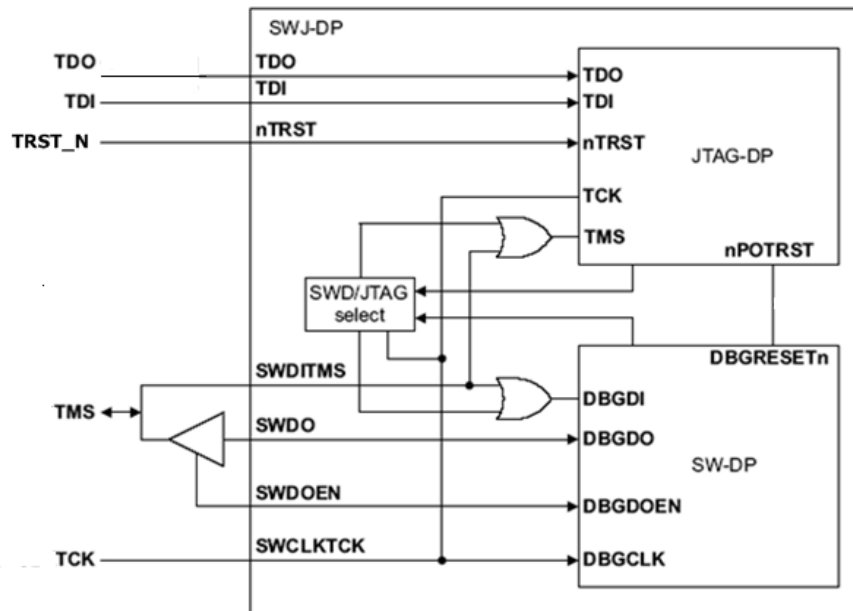 SWJ-DP
TDO TDO TDO
TDI TDI TDI
TRST_N nTRST nTRST
JTAG-DP
TCK
TMS
nPOTRST
SWD/JTAG
select
DBGRESETn
SWDITMS
DBGDI
TMS
SWDO DBGDO
SW-DP
SWDOEN DBGDOEN
TCK SWCLKTCK DBGCLK